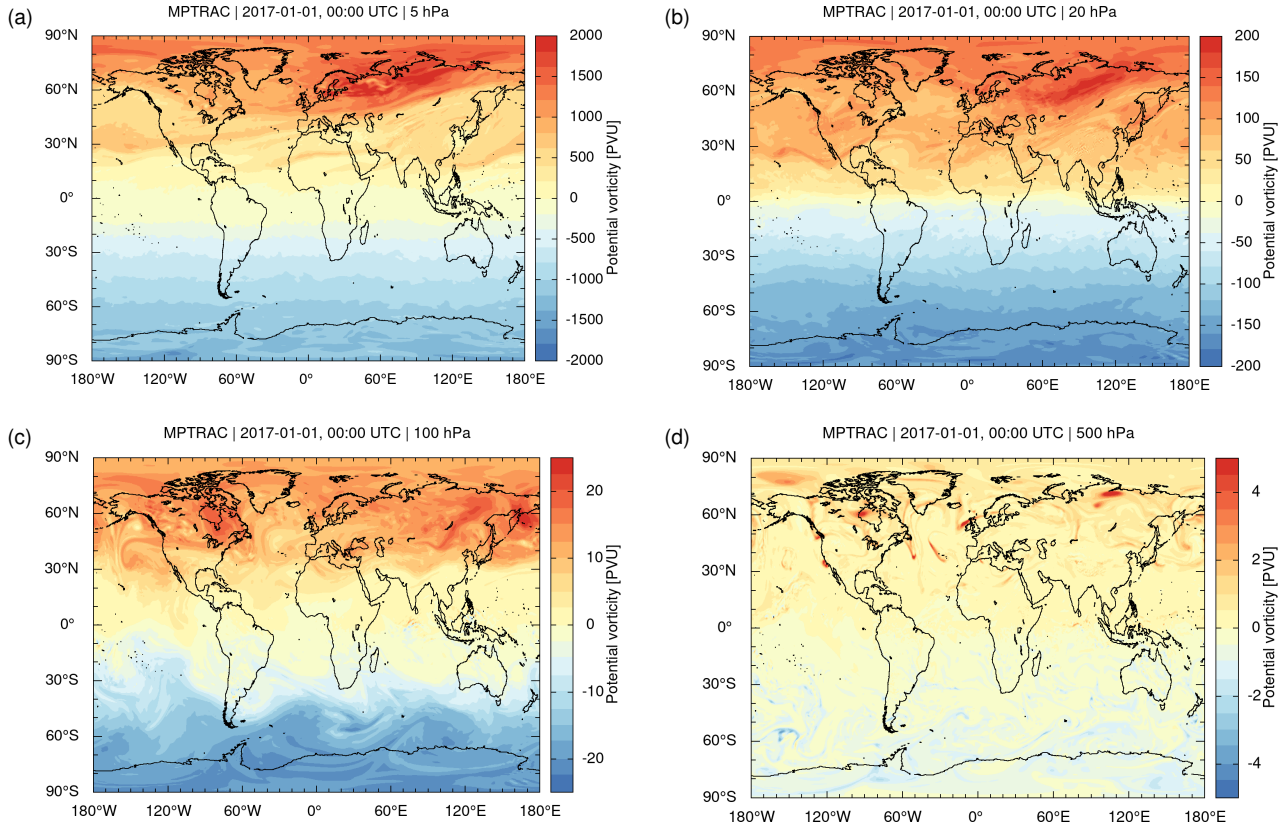 (a)
MPTRAC | 2017-01-01, 00:00 UTC | 5 hPa
90°N
60°N
30°N
0°
30°S
60°S
90°S
180°W 120°W 60°W 0° 60°E 120°E 180°E
2000
1500
1000
500
0
-500
-1000
-1500
-2000
Potential vorticity [PVU]
(b)
MPTRAC | 2017-01-01, 00:00 UTC | 20 hPa
90°N
60°N
30°N
0°
30°S
60°S
90°S
180°W 120°W 60°W 0° 60°E 120°E 180°E
200
150
100
50
0
-50
-100
-150
-200
Potential vorticity [PVU]
(c)
MPTRAC | 2017-01-01, 00:00 UTC | 100 hPa
90°N
60°N
30°N
0°
30°S
60°S
90°S
180°W 120°W 60°W 0° 60°E 120°E 180°E
20
10
0
-10
-20
Potential vorticity [PVU]
(d)
MPTRAC | 2017-01-01, 00:00 UTC | 500 hPa
90°N
60°N
30°N
0°
30°S
60°S
90°S
180°W 120°W 60°W 0° 60°E 120°E 180°E
4
2
0
-2
-4
Potential vorticity [PVU]